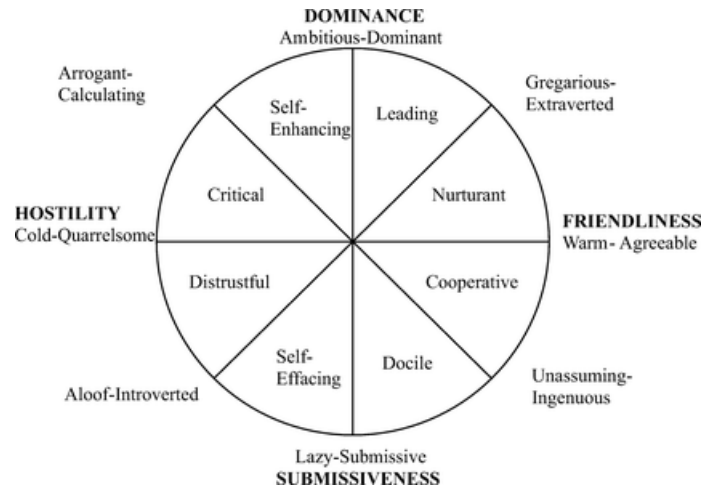 DOMINANCE
Ambitious-Dominant
Arrogant-
Calculating
Gregarious-
Extraverted
Self-
Enhancing
Leading
Critical
Nurturant
HOSTILITY
Cold-Quarrelsome
FRIENDLINESS
Warm- Agreeable
Distrustful
Cooperative
Self-
Effacing
Docile
Aloof-Introverted
Unassuming-
Ingenuous
Lazy-Submissive
SUBMISSIVENESS